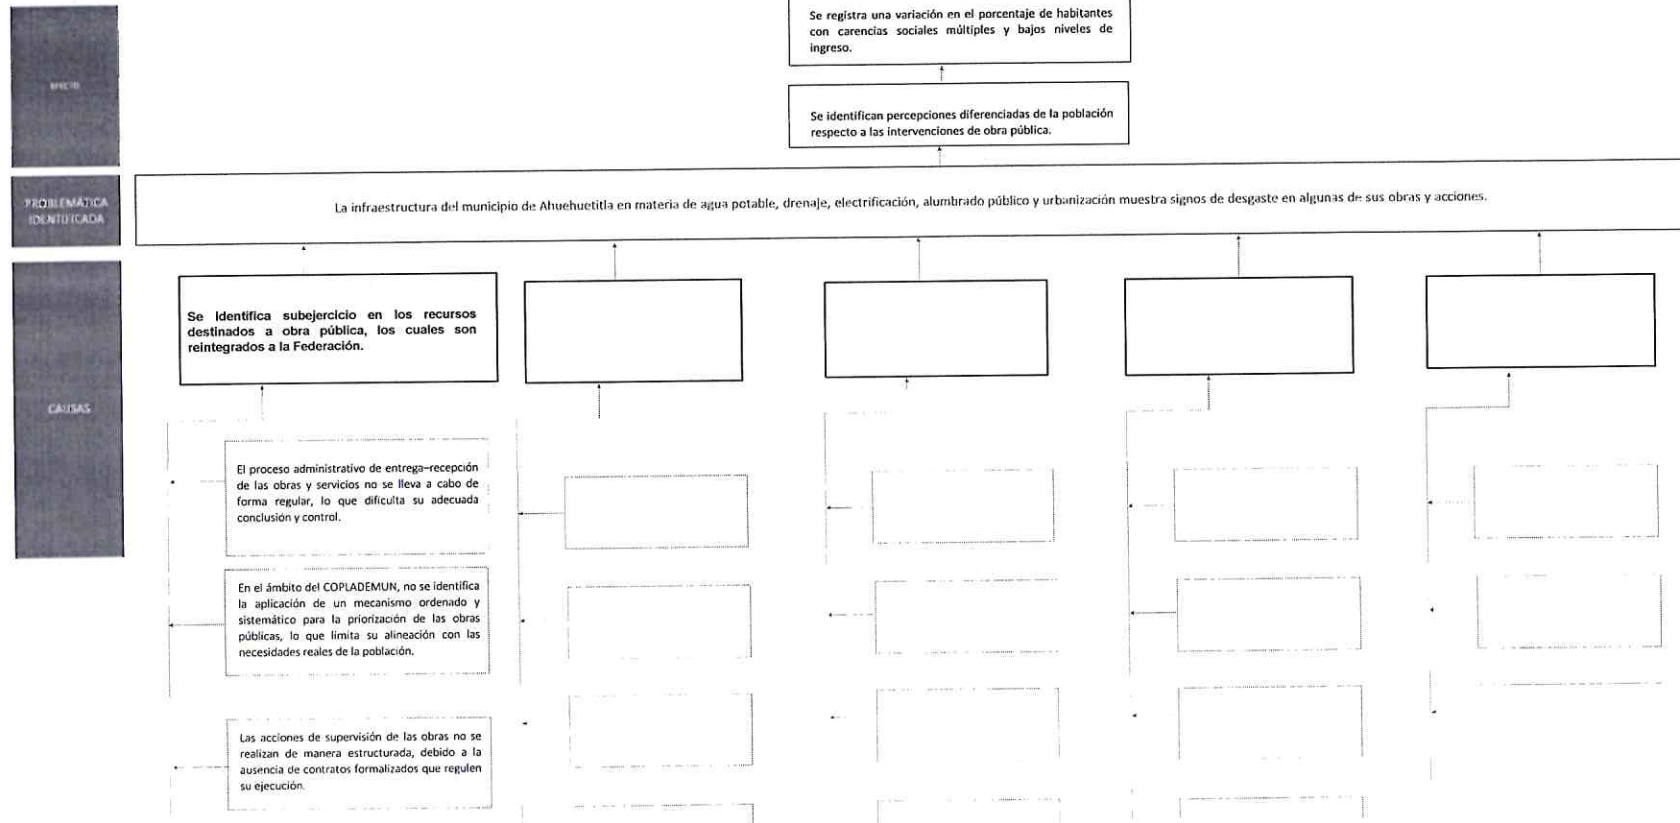 Se registra una variación en el porcentaje de habitantes
con carencias sociales múltiples y bajos niveles de
ingreso.
Se identifican percepciones diferenciadas de la población
respecto a las intervenciones de obra pública.
PROBLEMÁTICA
IDENTIFICADA
La infraestructura del municipio de Ahuehuetitla en materia de agua potable, drenaje, electrificación, alumbrado público y urbanización muestra signos de desgaste en algunas de sus obras y acciones.
CAUSAS
Se identifica subejercicio en los recursos
destinados a obra pública, los cuales son
reintegrados a la Federación.
El proceso administrativo de entrega–recepción
de las obras y servicios no se lleva a cabo de
forma regular, lo que dificulta su adecuada
conclusión y control.
En el ámbito del COPLADEMUN, no se identifica
la aplicación de un mecanismo ordenado y
sistemático para la priorización de las obras
públicas, lo que limita su alineación con las
necesidades reales de la población.
Las acciones de supervisión de las obras no se
realizan de manera estructurada, debido a la
ausencia de contratos formalizados que regulen
su ejecución.